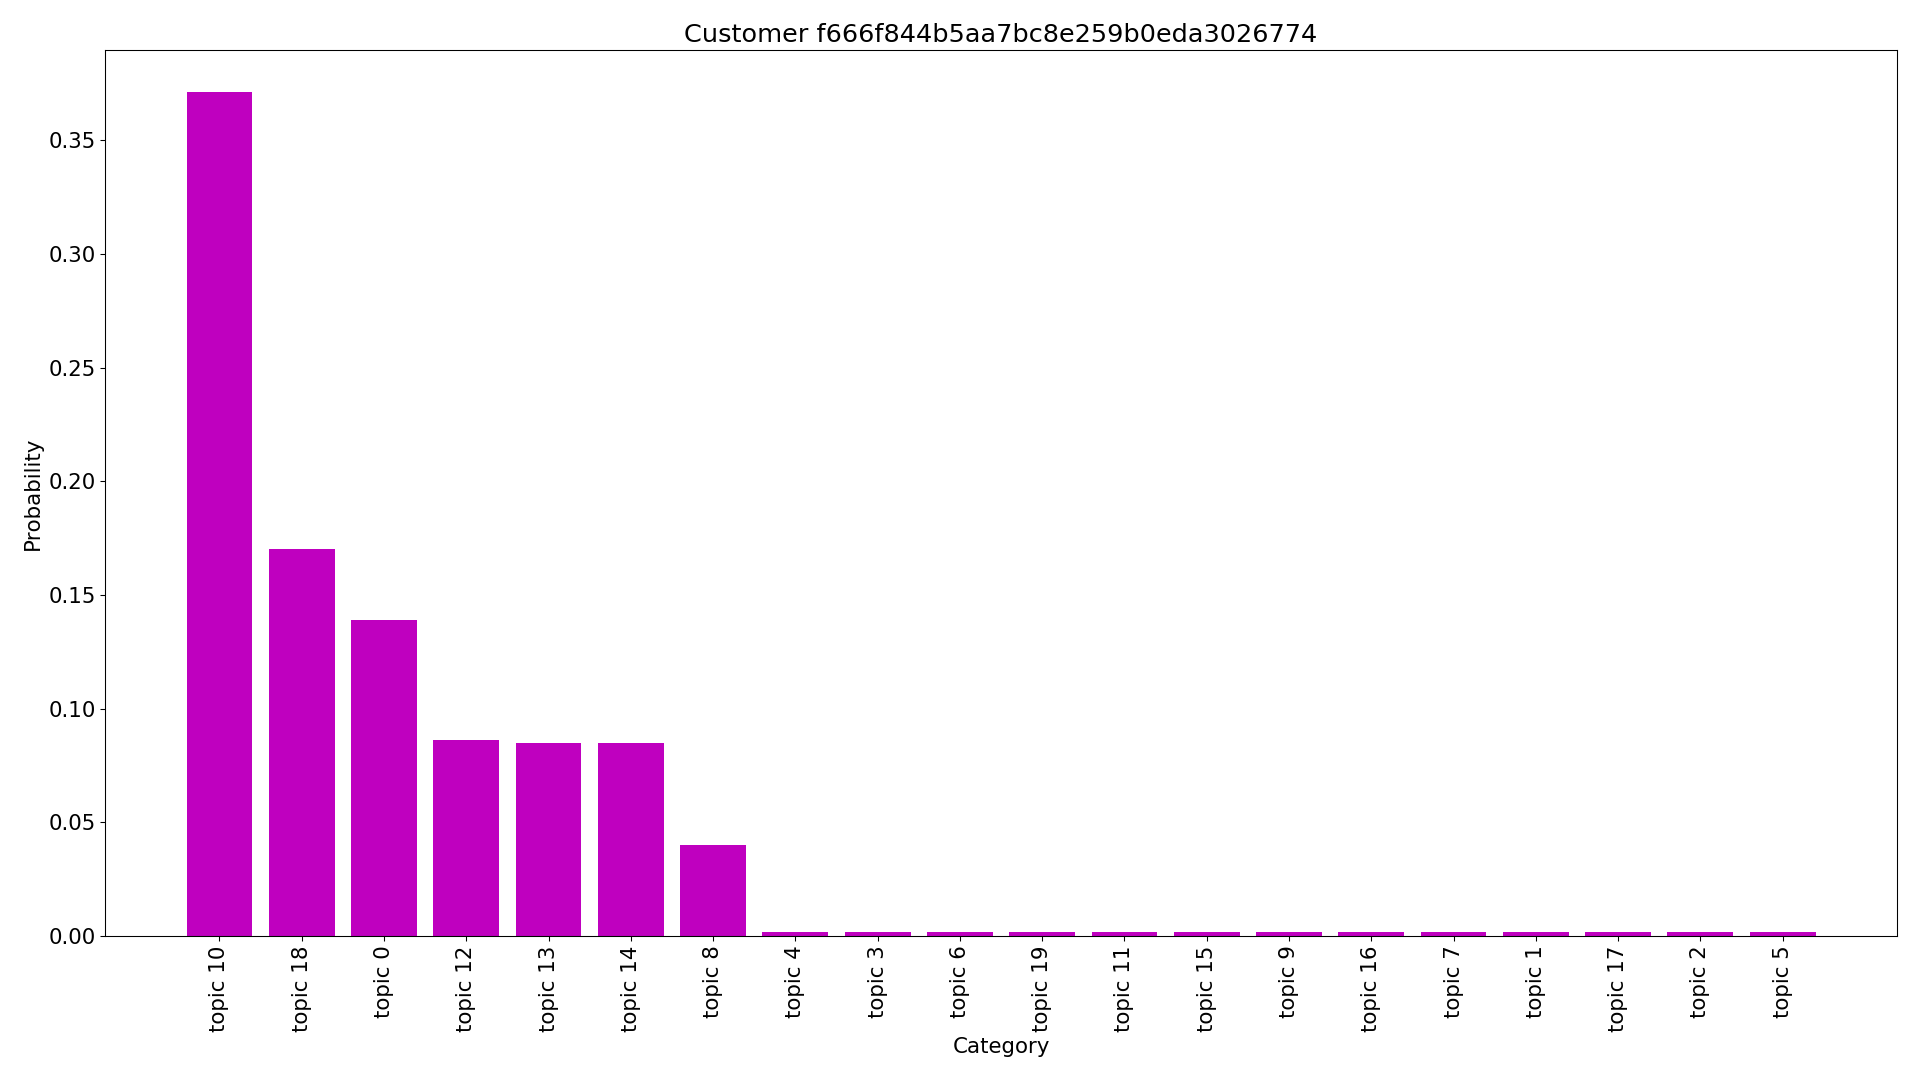 Customer f666f844b5aa7bc8e259b0eda3026774
Probability
0.35
0.30
0.25
0.20
0.15
0.10
0.05
0.00
topic 10
topic 18
topic 0
topic 12
topic 13
topic 14
topic 8
topic 4
topic 3
topic 6
topic 19
topic 11
topic 15
topic 9
topic 16
topic 7
topic 1
topic 17
topic 2
topic 5
Category